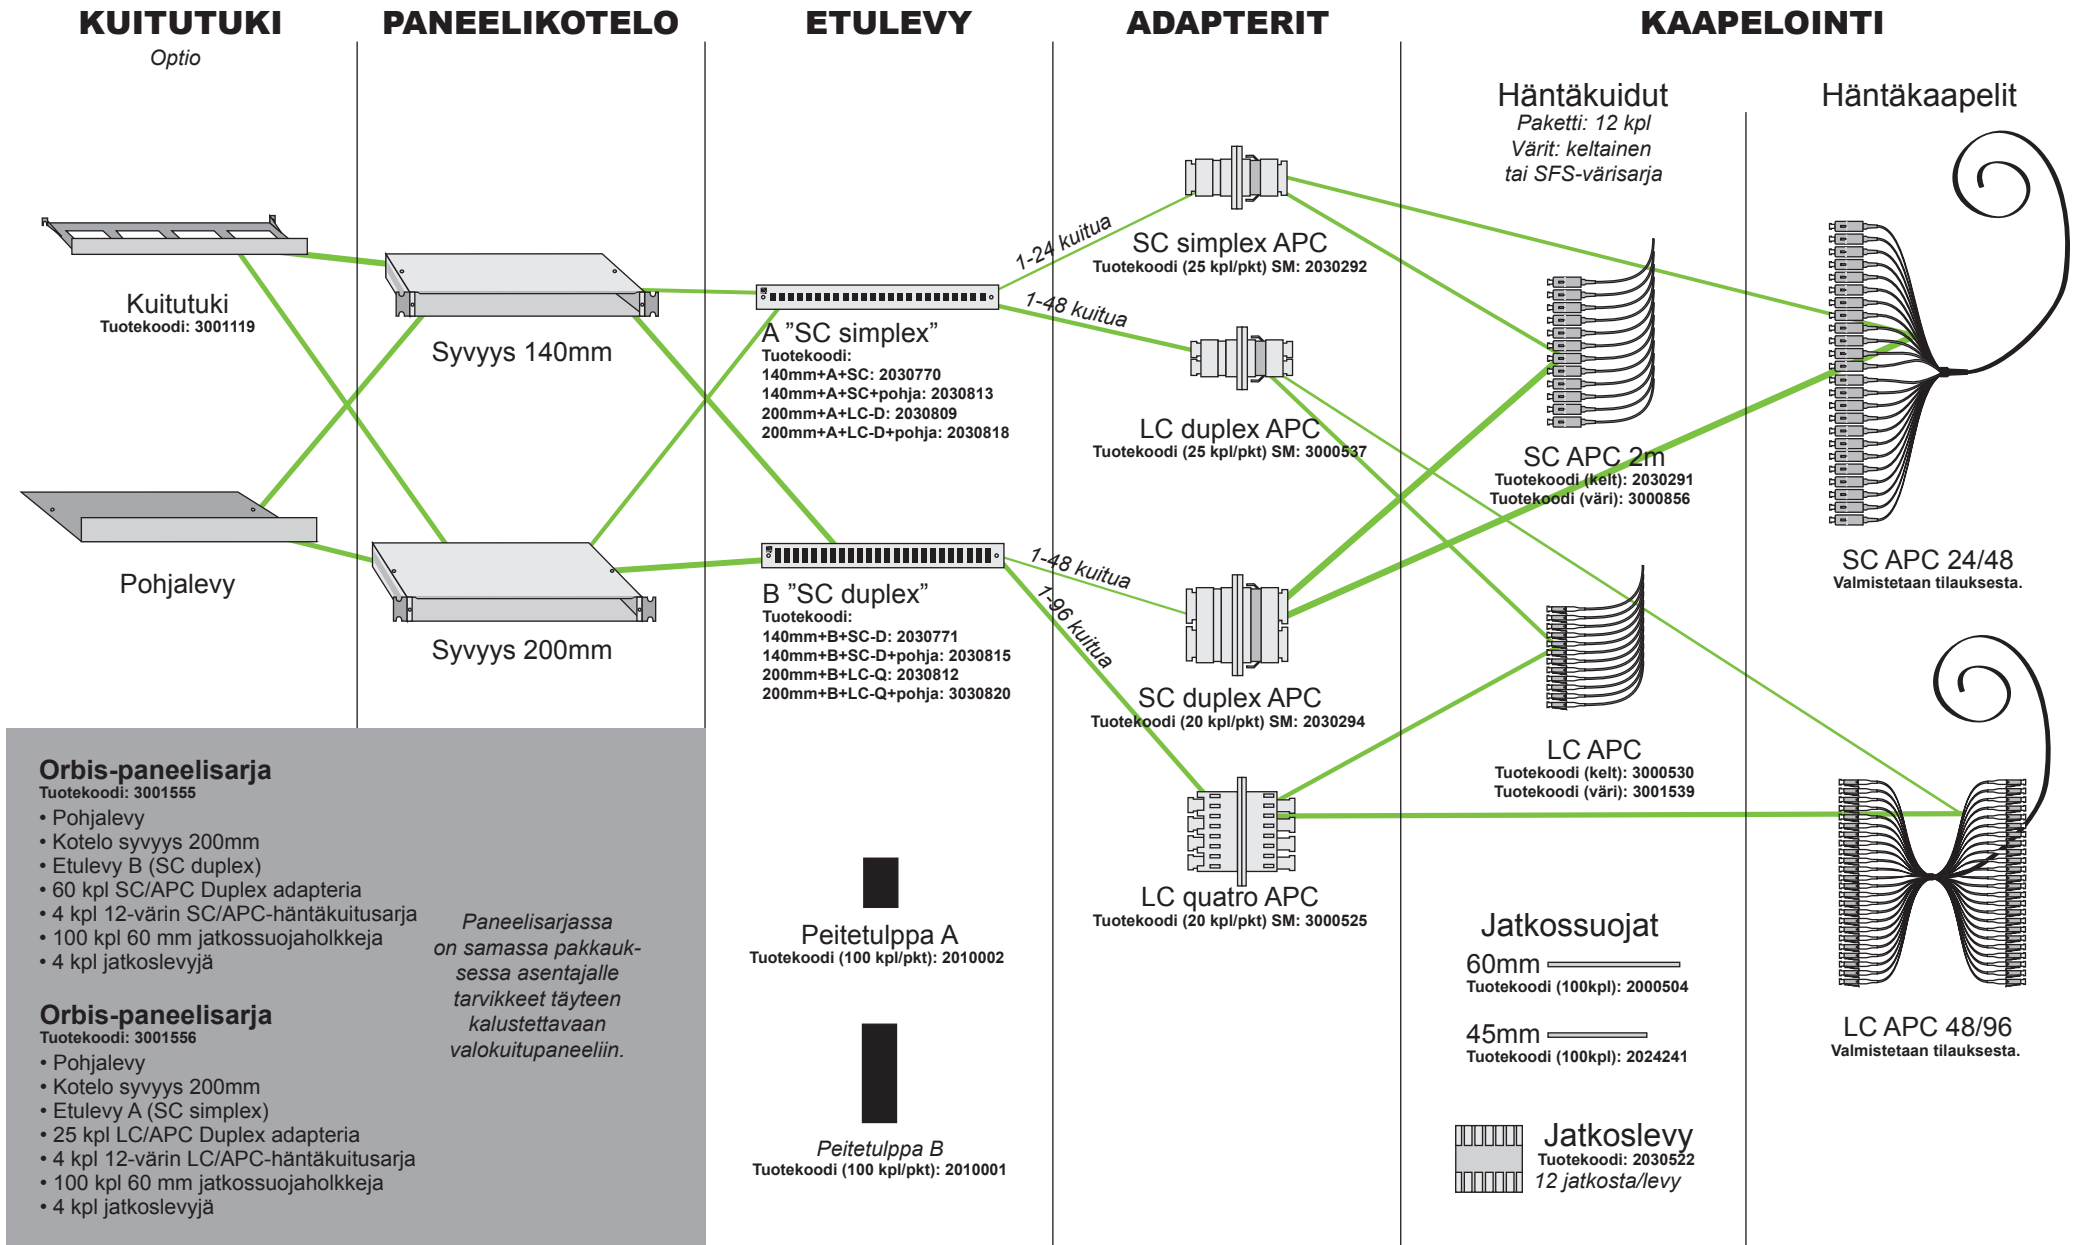 KUITUTUKI
Optio
Kuitutuki
Tuotekoodi: 3001119
Pohjalevy
PANEELIKOTELO
Syvyys 140mm
Syvyys 200mm
ETULEVY
A ”SC simplex”
Tuotekoodi:
140mm+A+SC: 2030770
140mm+A+SC+pohja: 2030813
200mm+A+LC-D: 2030809
200mm+A+LC-D+pohja: 2030818
B ”SC duplex”
Tuotekoodi:
140mm+B+SC-D: 2030771
140mm+B+SC-D+pohja: 2030815
200mm+B+LC-Q: 2030812
200mm+B+LC-Q+pohja: 3030820
Peitetulppa A
Tuotekoodi (100 kpl/pkt): 2010002
Peitetulppa B
Tuotekoodi (100 kpl/pkt): 2010001
ADAPTERIT
1-24 kuitua
1-48 kuitua
1-48 kuitua
1-96 kuitua
SC simplex APC
Tuotekoodi (25 kpl/pkt) SM: 2030292
LC duplex APC
Tuotekoodi (25 kpl/pkt) SM: 3000537
SC duplex APC
Tuotekoodi (20 kpl/pkt) SM: 2030294
LC quatro APC
Tuotekoodi (20 kpl/pkt) SM: 3000525
KAAPELOINTI
Häntäkuidut
Paketti: 12 kpl
Värit: keltainen
tai SFS-värisarja
SC APC 2m
Tuotekoodi (kelt): 2030291
Tuotekoodi (väri): 3000856
LC APC
Tuotekoodi (kelt): 3000530
Tuotekoodi (väri): 3001539
Jatkossuojat
60mm
Tuotekoodi (100kpl): 2000504
45mm
Tuotekoodi (100kpl): 2024241
Jatkoslevy
Tuotekoodi: 2030522
12 jatkosta/levy
Häntäkaapelit
SC APC 24/48
Valmistetaan tilauksesta.
LC APC 48/96
Valmistetaan tilauksesta.
Orbis-paneelisarja
Tuotekoodi: 3001555
• Pohjalevy
• Kotelo syvyys 200mm
• Etulevy B (SC duplex)
• 60 kpl SC/APC Duplex adapteria
• 4 kpl 12-värin SC/APC-häntäkuitusarja
• 100 kpl 60 mm jatkossuojaholkkeja
• 4 kpl jatkoslevyjä
Orbis-paneelisarja
Tuotekoodi: 3001556
• Pohjalevy
• Kotelo syvyys 200mm
• Etulevy A (SC simplex)
• 25 kpl LC/APC Duplex adapteria
• 4 kpl 12-värin LC/APC-häntäkuitusarja
• 100 kpl 60 mm jatkossuojaholkkeja
• 4 kpl jatkoslevyjä
Paneelisarjassa
on samassa pakkauk-
sessa asentajalle
tarvikkeet täyteen
kalustettavaan
valokuitupaneeliin.